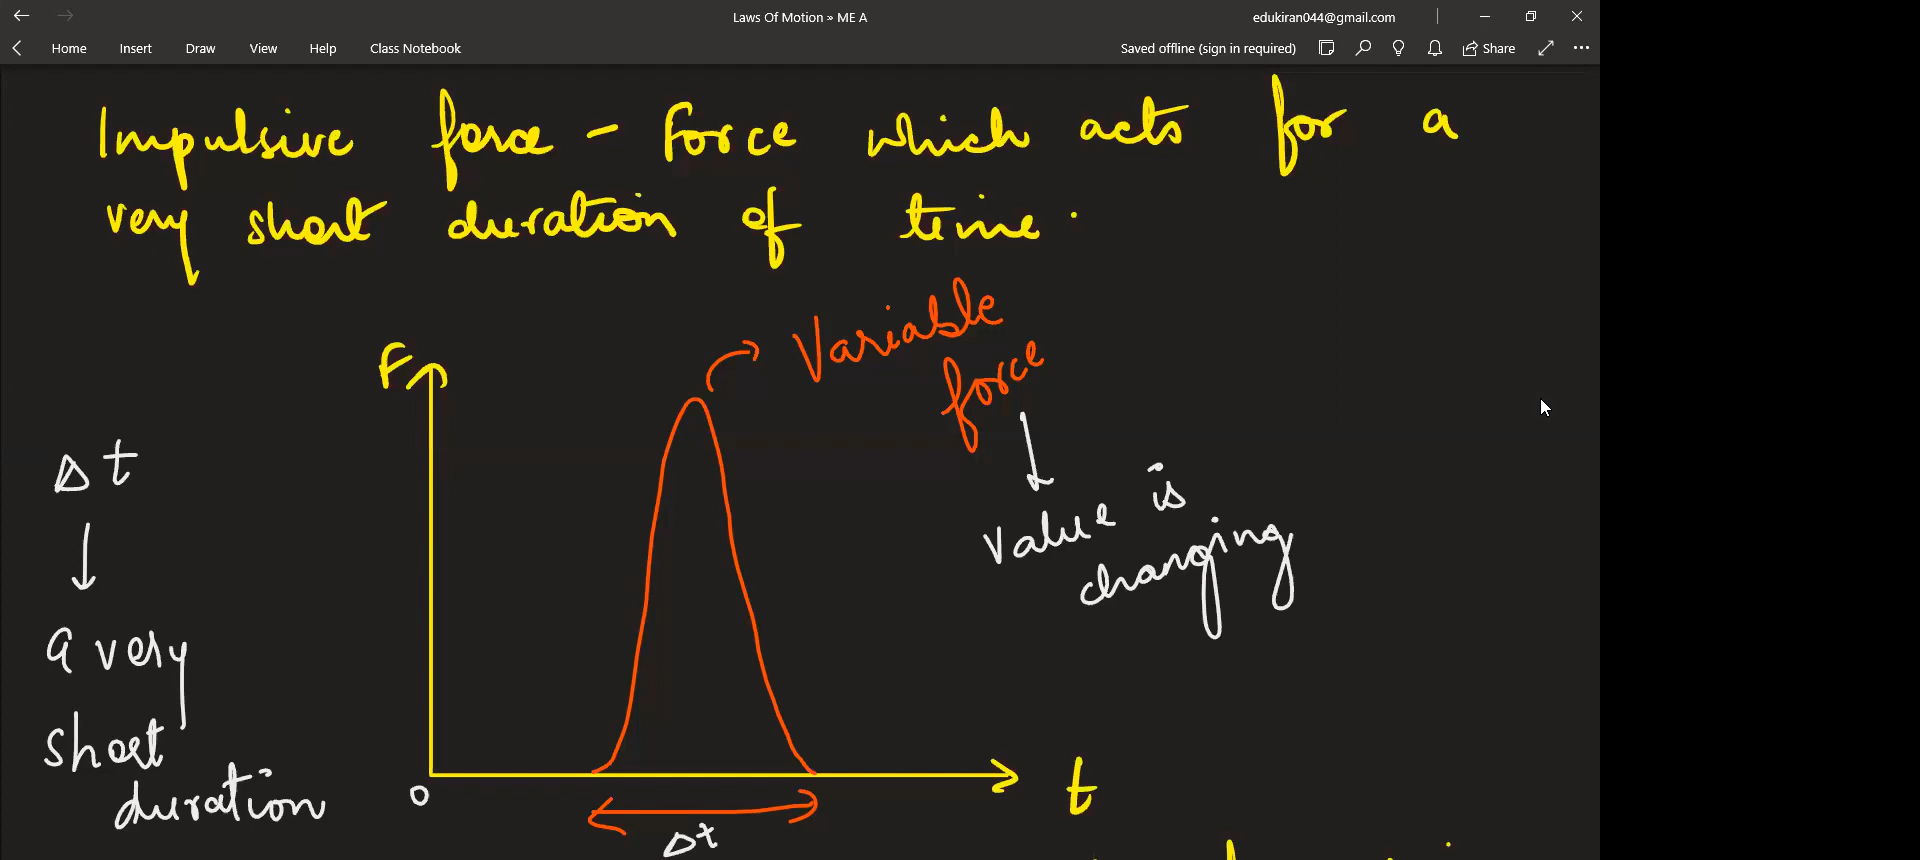 Laws Of Motion » ME A
edukiran044@gmail.com
Home Insert Draw View Help Class Notebook
Saved offline (sign in required) Share
Impulsive force - Force which acts for a
very short duration of time.
F
Variable
force
Value is
changing
Δt
a very
short
duration
0
t
Δt